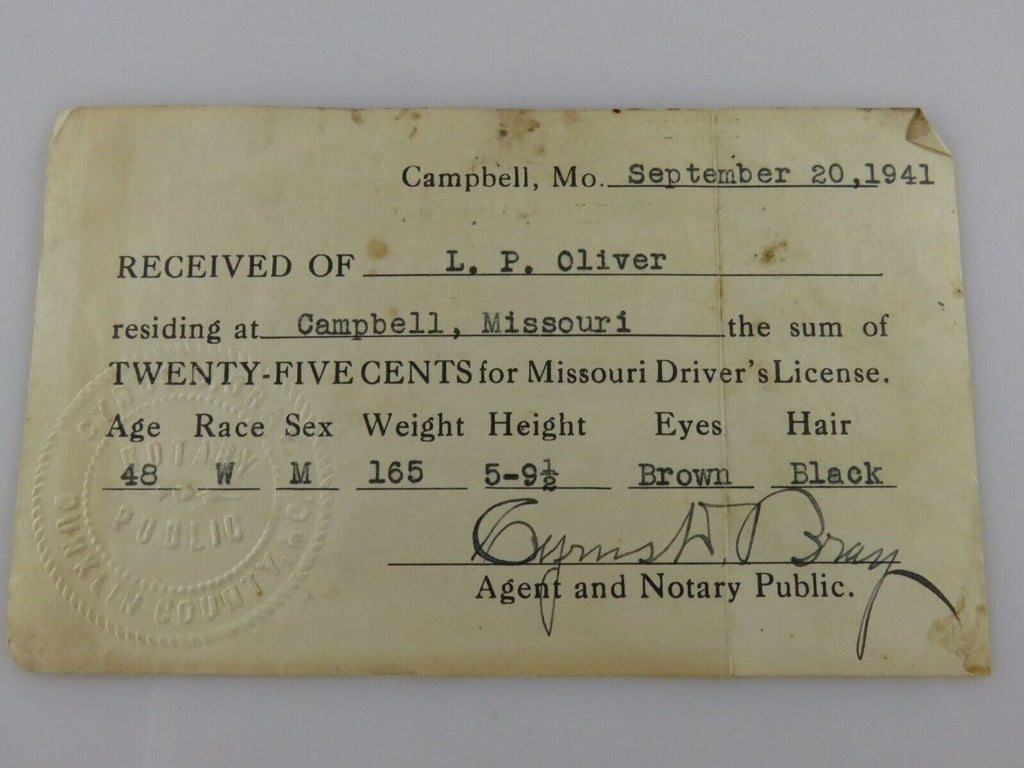 Campbell, Mo. September 20,1941
RECEIVED OF L. P. Oliver
residing at Campbell, Missouri the sum of
TWENTY-FIVE CENTS for Missouri Driver's License.
Age Race Sex Weight Height Eyes Hair
48 W M 165 5-9½ Brown Black
Bray
Agent and Notary Public.
NOTARY
PUBLIC
DUNKLIN COUNTY,